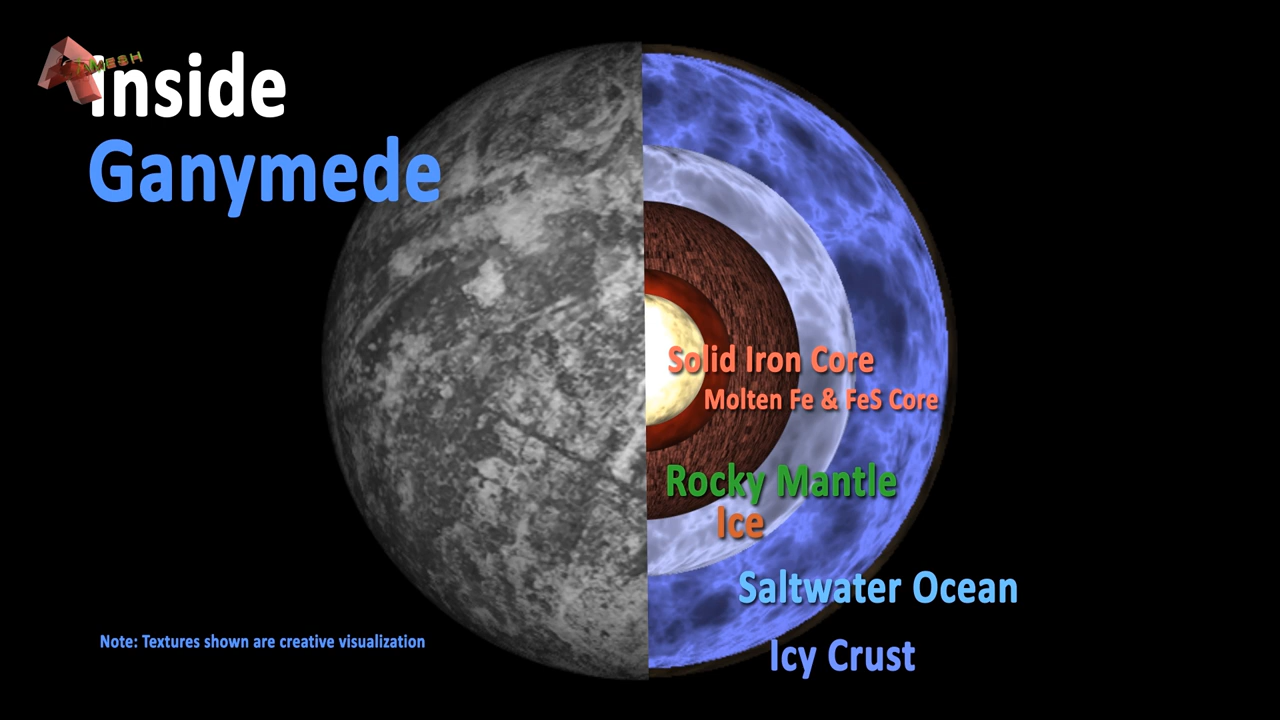 Inside
Ganymede
Solid Iron Core
Molten Fe & FeS Core
Rocky Mantle
Ice
Saltwater Ocean
Icy Crust
Note: Textures shown are creative visualization